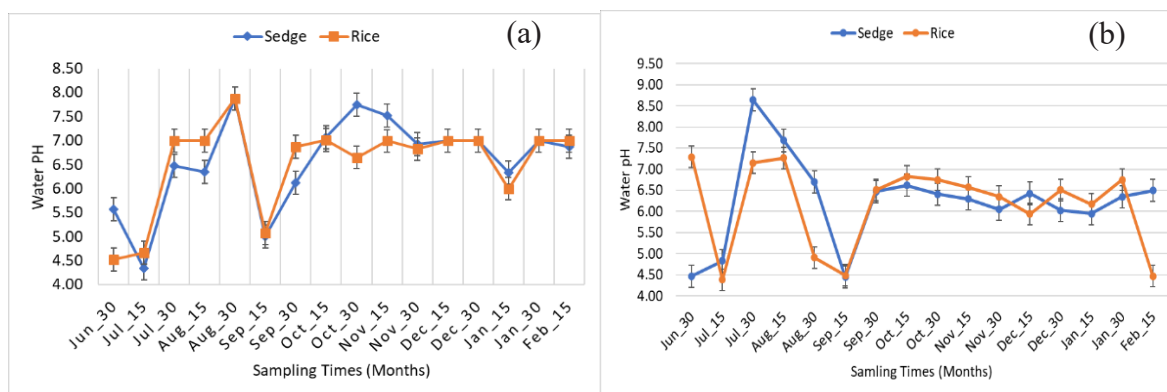 Sedge Rice
(a)
8.50
8.00
7.50
7.00
6.50
6.00
5.50
5.00
4.50
4.00
Water PH
Jun_30 Jul_15 Jul_30 Aug_15 Aug_30 Sep_15 Sep_30 Oct_15 Oct_30 Nov_15 Nov_30 Dec_15 Dec_30 Jan_15 Jan_30 Feb_15
Sampling Times (Months)
(b)
Sedge Rice
9.50
9.00
8.50
8.00
7.50
7.00
6.50
6.00
5.50
5.00
4.50
4.00
Water pH
Jun_30 Jul_15 Jul_30 Aug_15 Aug_30 Sep_15 Sep_30 Oct_15 Oct_30 Nov_15 Nov_30 Dec_15 Dec_30 Jan_15 Jan_30 Feb_15
Samling Times (Months)